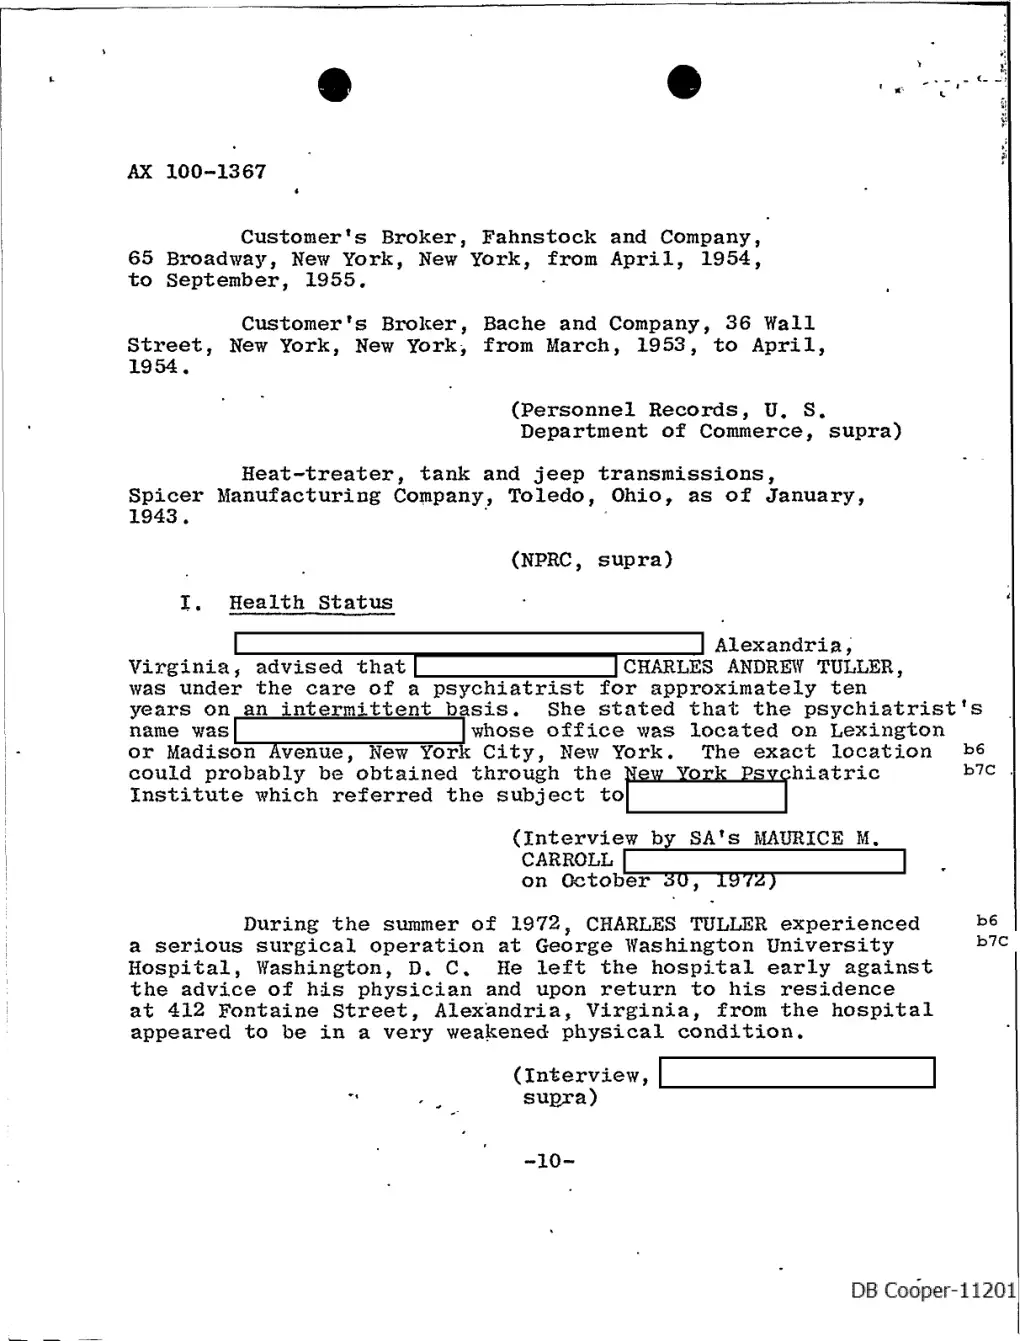 AX 100-1367
Customer's Broker, Fahnstock and Company,
65 Broadway, New York, New York, from April, 1954,
to September, 1955.
Customer's Broker, Bache and Company, 36 Wall
Street, New York, New York, from March, 1953, to April,
1954.
(Personnel Records, U. S.
Department of Commerce, supra)
Heat-treater, tank and jeep transmissions,
Spicer Manufacturing Company, Toledo, Ohio, as of January,
1943.
(NPRC, supra)
I. Health Status
Alexandria,
Virginia, advised that CHARLES ANDREW TULLER,
was under the care of a psychiatrist for approximately ten
years on an intermittent basis. She stated that the psychiatrist's
name was whose office was located on Lexington
or Madison Avenue, New York City, New York. The exact location b6
could probably be obtained through the New York Psychiatric b7C
Institute which referred the subject to
(Interview by SA's MAURICE M.
CARROLL
on October 30, 1972)
During the summer of 1972, CHARLES TULLER experienced b6
a serious surgical operation at George Washington University b7C
Hospital, Washington, D. C. He left the hospital early against
the advice of his physician and upon return to his residence
at 412 Fontaine Street, Alexandria, Virginia, from the hospital
appeared to be in a very weakened physical condition.
(Interview,
supra)
-10-
DB Cooper-11201